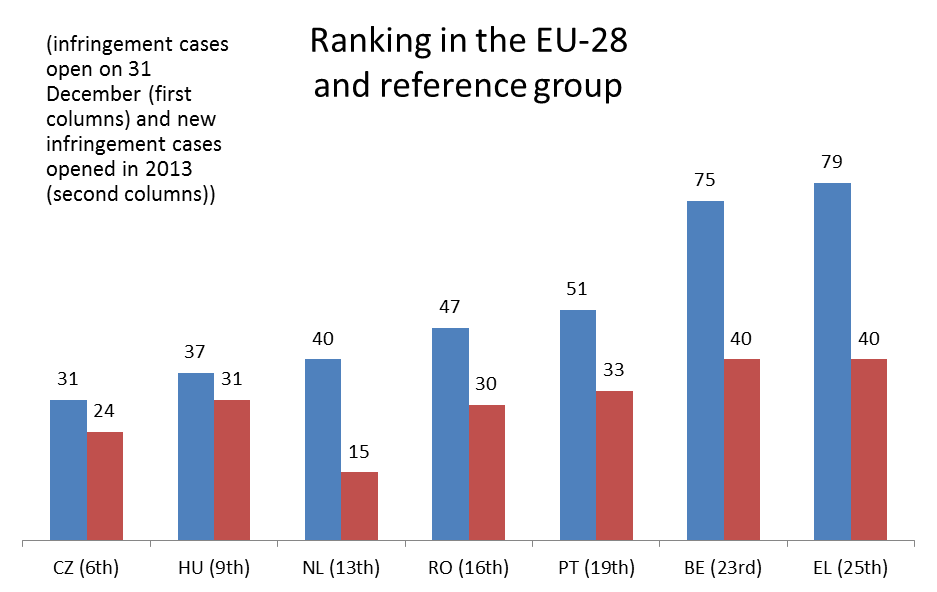 (infringement cases
open on 31
December (first
columns) and new
infringement cases
opened in 2013
(second columns))
Ranking in the EU-28
and reference group
31
24
37
31
40
15
47
30
51
33
75
40
79
40
CZ (6th)
HU (9th)
NL (13th)
RO (16th)
PT (19th)
BE (23rd)
EL (25th)